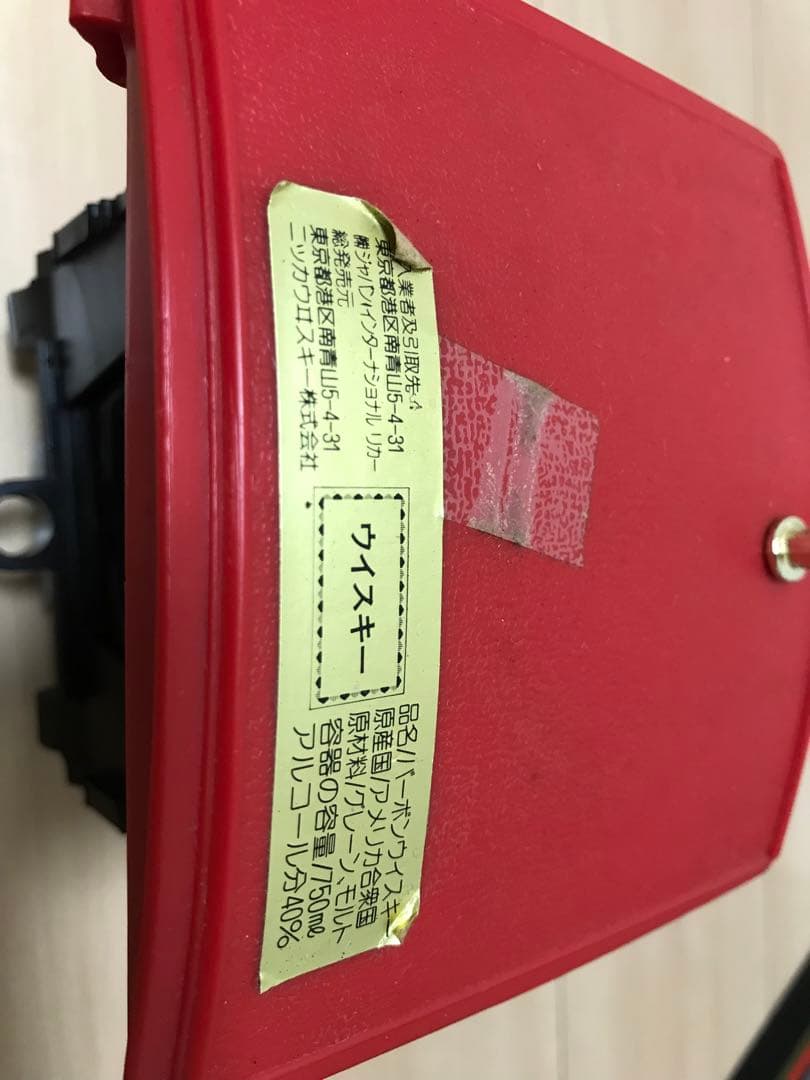 入業者及引取先
東京都港区南青山5-4-31
㈱ジャパンインターナショナル リカー
総発売元
東京都港区南青山5-4-31
ニッカウヰスキー株式会社
ウイスキー
品名/バーボンウイスキ
原産国/アメリカ合衆国
原材料/グレーン、モルト
容器の容量/750mℓ
アルコール分40%